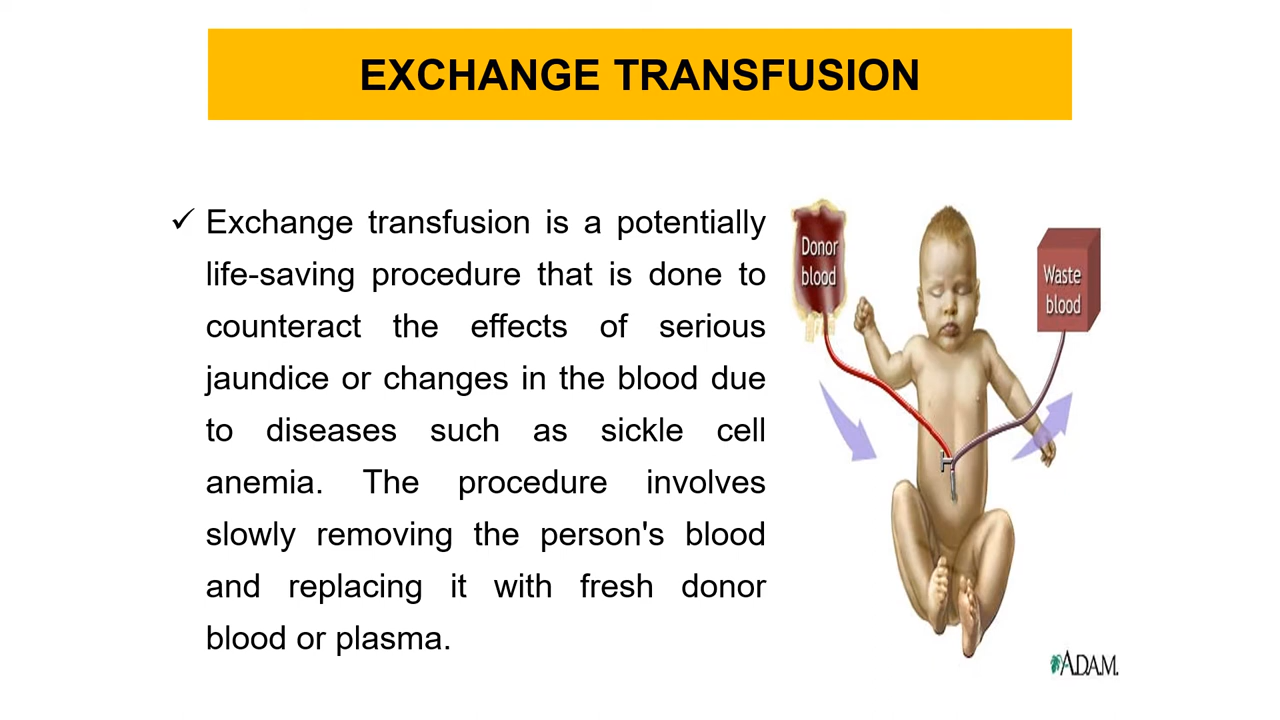 EXCHANGE TRANSFUSION
✓ Exchange transfusion is a potentially
life-saving procedure that is done to
counteract the effects of serious
jaundice or changes in the blood due
to diseases such as sickle cell
anemia. The procedure involves
slowly removing the person's blood
and replacing it with fresh donor
blood or plasma.
Donor
blood
Waste
blood
A.D.A.M.